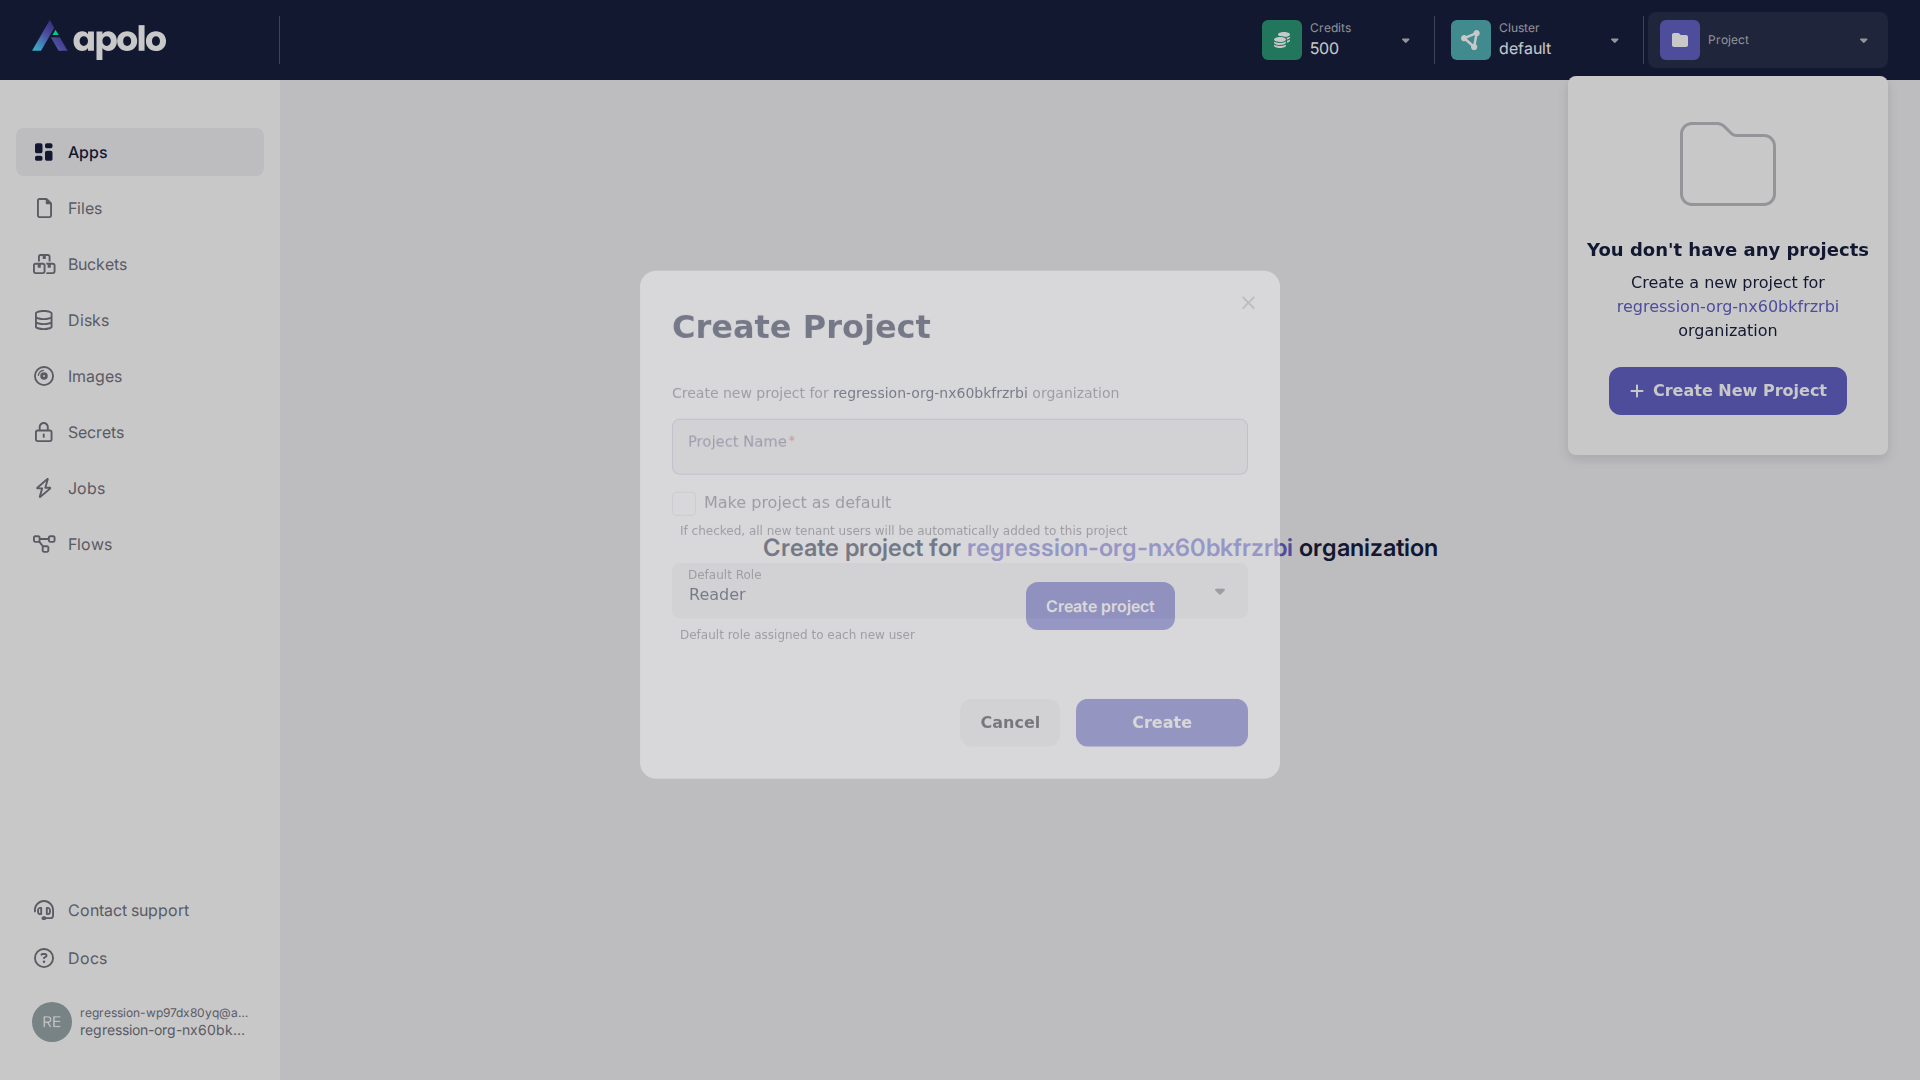 apolo
Credits
500
Cluster
default
Project
Apps
Files
Buckets
Disks
Images
Secrets
Jobs
Flows
Contact support
Docs
RE
regression-wp97dx80yq@a...
regression-org-nx60bk...
You don't have any projects
Create a new project for
regression-org-nx60bkfrzrbi
organization
Create New Project
Create Project
Create new project for regression-org-nx60bkfrzrbi organization
Project Name*
Make project as default
If checked, all new tenant users will be automatically added to this project
Create project for regression-org-nx60bkfrzrbi organization
Default Role
Reader
Create project
Default role assigned to each new user
Cancel
Create